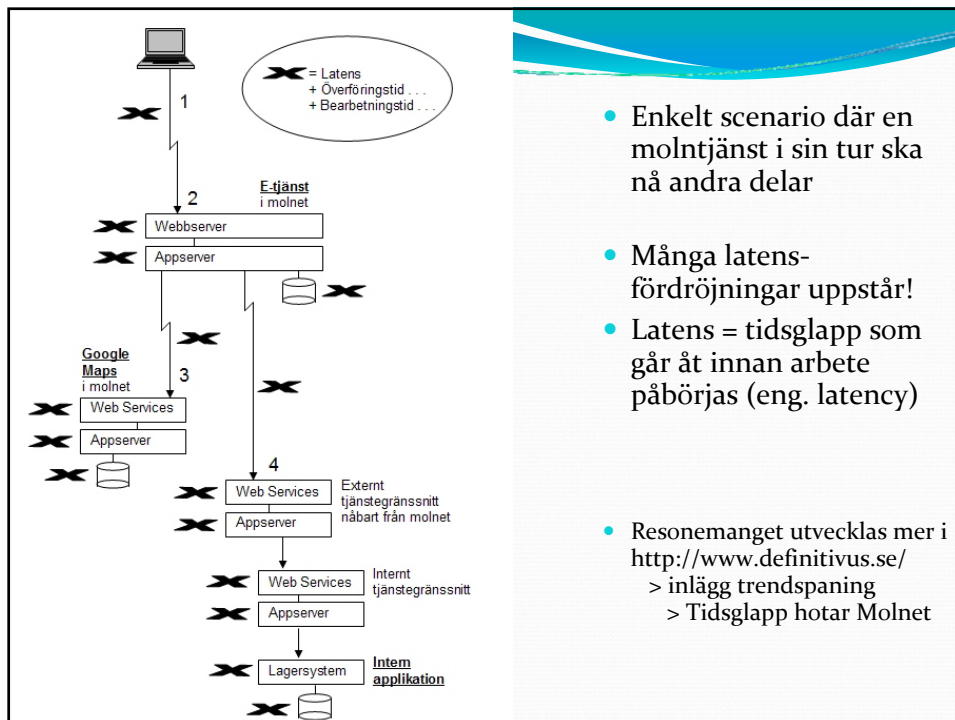 = Latens
+ Överföringstid . . .
+ Bearbetningstid . . .
1
2
E-tjänst
i molnet
Webbserver
Appserver
Google
Maps
i molnet
3
Web Services
Appserver
4
Web Services
Appserver
Externt
tjänstegränssnitt
nåbart från molnet
Web Services
Appserver
Internt
tjänstegränssnitt
Lagersystem
Intern
applikation
• Enkelt scenario där en
molntjänst i sin tur ska
nå andra delar
• Många latens-
fördröjningar uppstår!
• Latens = tidsglapp som
går åt innan arbete
påbörjas (eng. latency)
• Resonemanget utvecklas mer i
http://www.definitivus.se/
> inlägg trendspaning
> Tidsglapp hotar Molnet